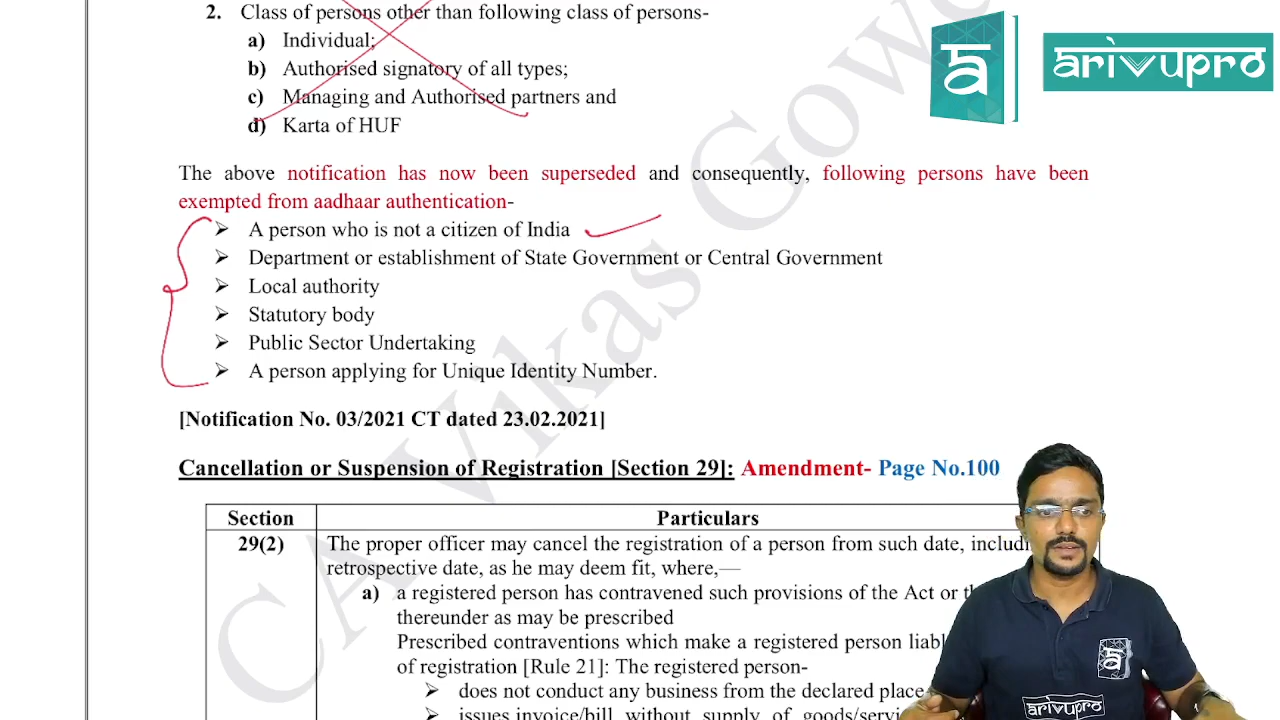 2. Class of persons other than following class of persons-
a) Individual;
b) Authorised signatory of all types;
c) Managing and Authorised partners and
d) Karta of HUF
arivupro
The above notification has now been superseded and consequently, following persons have been
exempted from aadhaar authentication-
➢ A person who is not a citizen of India
➢ Department or establishment of State Government or Central Government
➢ Local authority
➢ Statutory body
➢ Public Sector Undertaking
➢ A person applying for Unique Identity Number.
[Notification No. 03/2021 CT dated 23.02.2021]
Cancellation or Suspension of Registration [Section 29]: Amendment- Page No.100
Section Particulars
29(2) The proper officer may cancel the registration of a person from such date,
retrospective date, as he may deem fit, where,—
a) a registered person has contravened such provisions of the Act or
thereunder as may be prescribed
Prescribed contraventions which make a registered person
of registration [Rule 21]: The registered person-
➢ does not conduct any business from the declared place
➢ issues invoice/bill without supply of
CA Vikas
arivupro